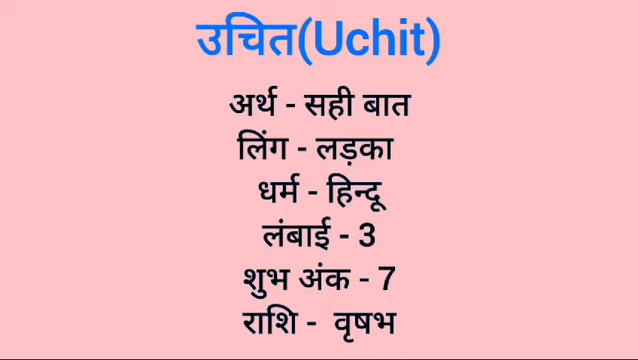 उचित(Uchit)
अर्थ - सही बात
लिंग - लड़का
धर्म - हिन्दू
लंबाई - 3
शुभ अंक - 7
राशि - वृषभ